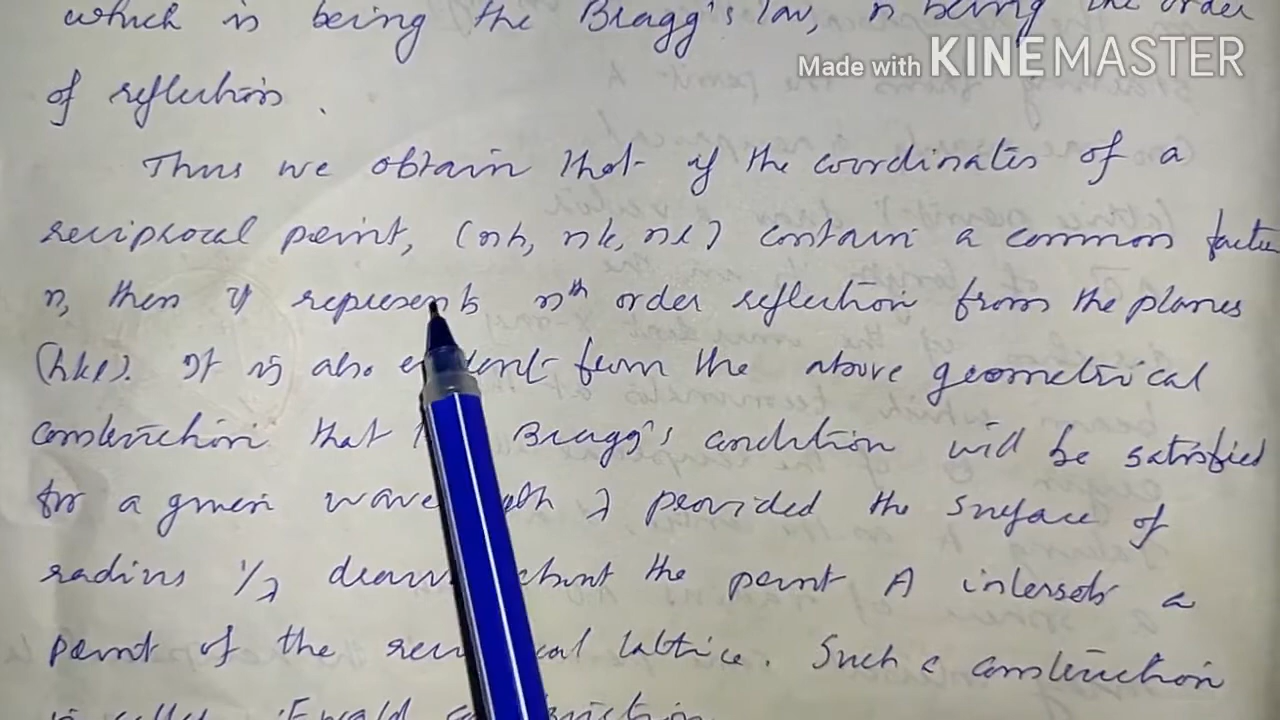 which is being the Bragg's law, n being the order
Made with KINEMASTER
of reflection.
Thus we obtain that if the coordinates of a
reciprocal point, (nh, nk, nl) contain a common factor
n, then it represents nth order reflection from the planes
(hkl). It is also evident from the above geometrical
construction that Bragg's condition will be satisfied
for a given λ provided the surface of
radius 1/λ about the point A intersects a
point of the lattice. Such a construction
is called Ewald